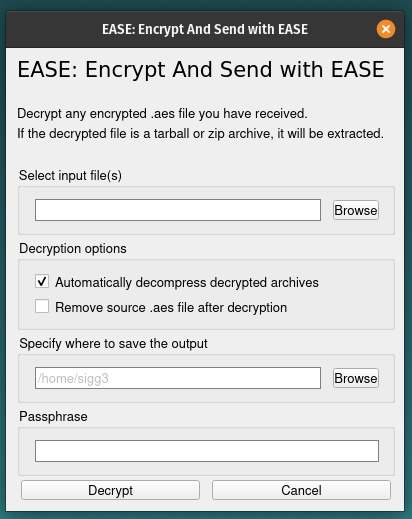 EASE: Encrypt And Send with EASE
EASE: Encrypt And Send with EASE
Decrypt any encrypted .aes file you have received.
If the decrypted file is a tarball or zip archive, it will be extracted.
Select input file(s)
Browse
Decryption options
Automatically decompress decrypted archives
Remove source .aes file after decryption
Specify where to save the output
/home/sigg3 Browse
Passphrase
Decrypt Cancel